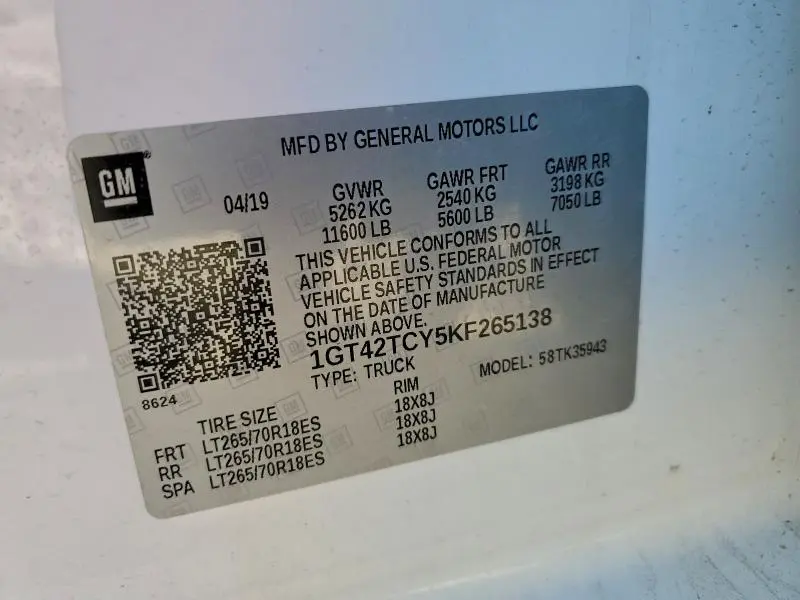 MFD BY GENERAL MOTORS LLC
GM
04/19
GVWR
5262 KG
11600 LB
GAWR FRT
2540 KG
5600 LB
GAWR RR
3198 KG
7050 LB
THIS VEHICLE CONFORMS TO ALL
APPLICABLE U.S. FEDERAL MOTOR
VEHICLE SAFETY STANDARDS IN EFFECT
ON THE DATE OF MANUFACTURE
SHOWN ABOVE.
1GT42TCY5KF265138
TYPE: TRUCK
MODEL: 58TK35943
8624
TIRE SIZE RIM
FRT LT265/70R18ES 18X8J
RR LT265/70R18ES 18X8J
SPA LT265/70R18ES 18X8J